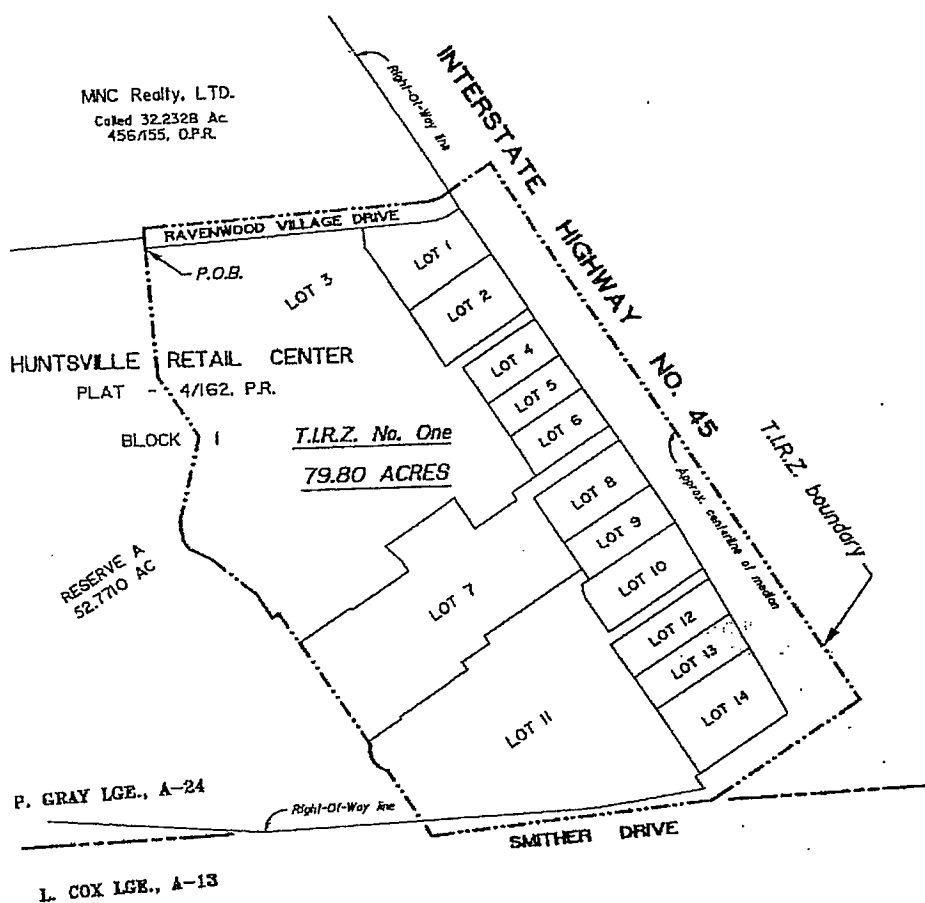 MNC Realty, LTD.
Called 32.2328 Ac.
456/155, O.P.R.
Right-Of-Way line
INTERSTATE HIGHWAY NO. 45
RAVENWOOD VILLAGE DRIVE
P.O.B.
LOT 1
LOT 2
LOT 3
LOT 4
LOT 5
LOT 6
HUNTSVILLE RETAIL CENTER
PLAT - 4/162, P.R.
BLOCK 1
T.I.R.Z. No. One
79.80 ACRES
T.I.R.Z. boundary
Approx. centerline of median
LOT 8
LOT 9
LOT 10
RESERVE A
52.7710 AC
LOT 7
LOT 12
LOT 13
LOT 14
LOT 11
P. GRAY LGE., A-24
Right-Of-Way line
SMITHER DRIVE
L. COX LGE., A-13